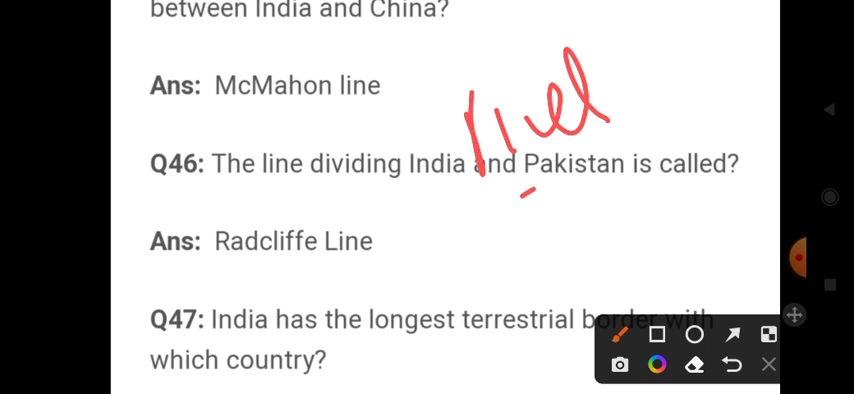 between India and China?
Ans: McMahon line
Q46: The line dividing India and Pakistan is called?
Ans: Radcliffe Line
Q47: India has the longest terrestrial border with
which country?